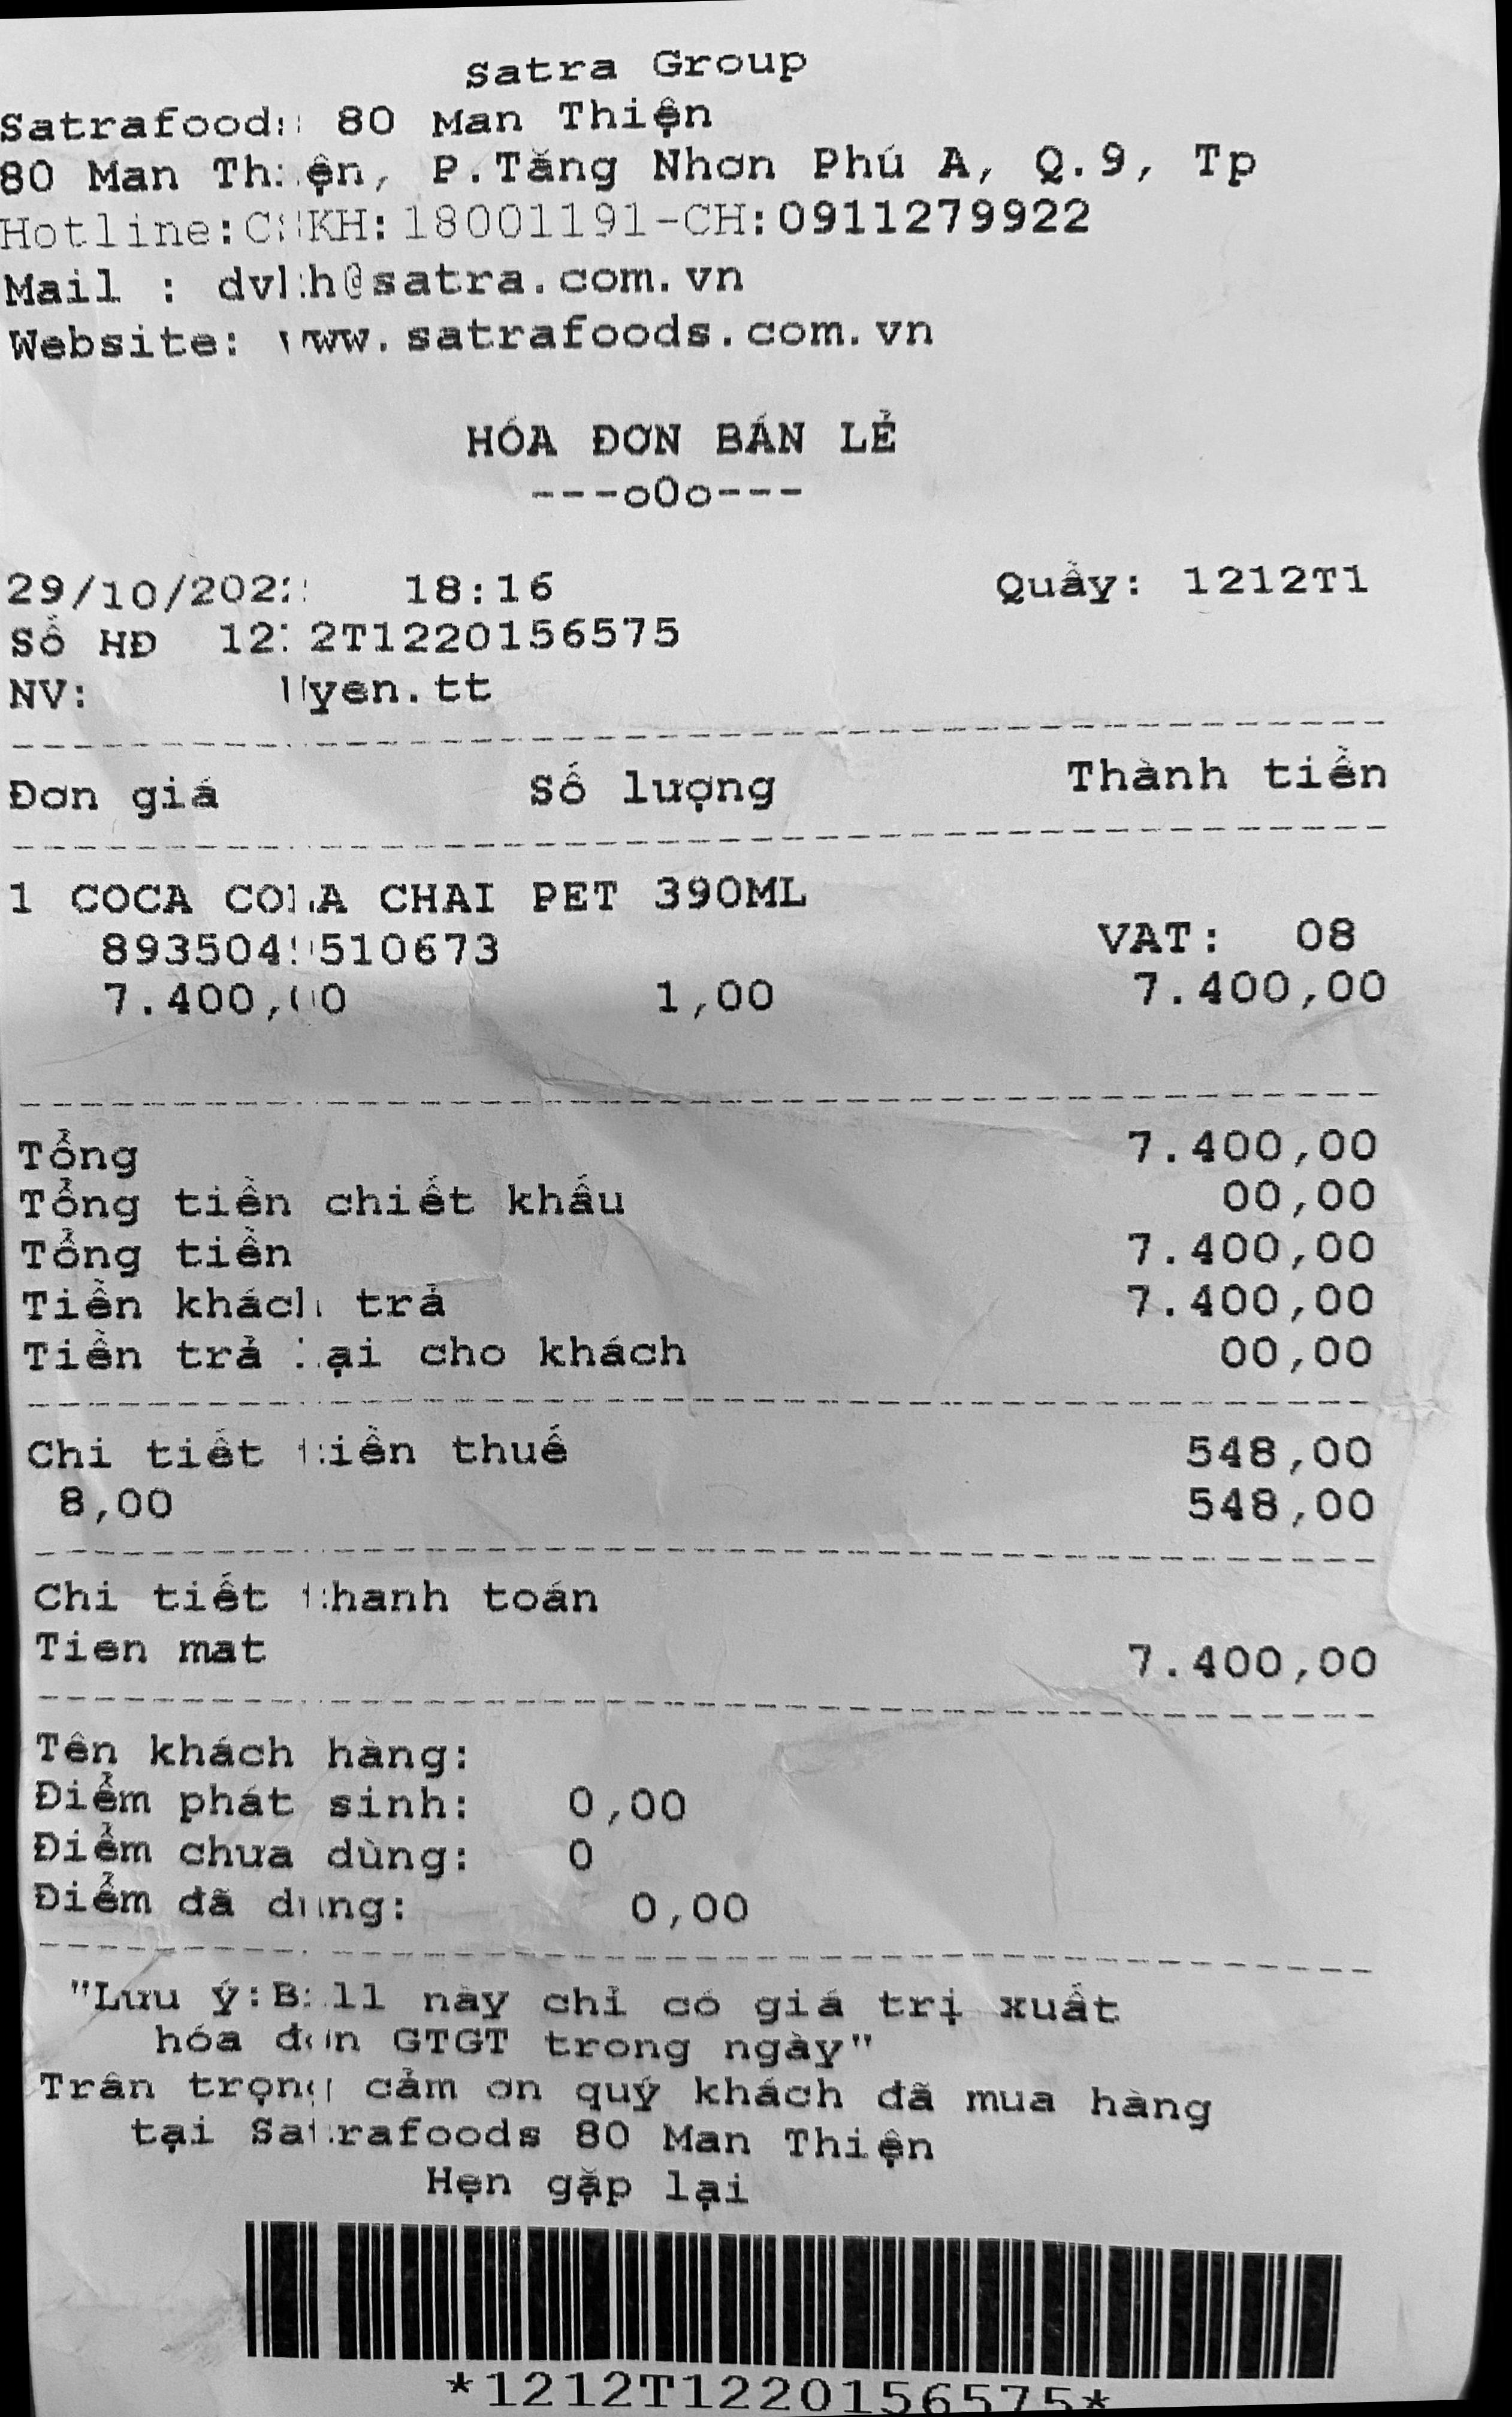 Satra Group
Satrafoods 80 Man Thiện
80 Man Thiện, P.Tăng Nhơn Phú A, Q.9, Tp
Hotline:CSKH:18001191-CH:0911279922
Mail : dvkh@satra.com.vn
Website: www.satrafoods.com.vn
HÓA ĐƠN BÁN LẺ
---o0o---
29/10/2022 18:16 Quầy: 1212T1
Số HĐ 1212T1220156575
NV: Uyen.tt
Đơn giá Số lượng Thành tiền
1 COCA COLA CHAI PET 390ML
8935049510673 VAT: 08
7.400,00 1,00 7.400,00
Tổng 7.400,00
Tổng tiền chiết khấu 00,00
Tổng tiền 7.400,00
Tiền khách trả 7.400,00
Tiền trả lại cho khách 00,00
Chi tiết tiền thuế 548,00
8,00 548,00
Chi tiết thanh toán
Tien mat 7.400,00
Tên khách hàng:
Điểm phát sinh: 0,00
Điểm chưa dùng: 0
Điểm đã dùng: 0,00
"Lưu ý:Bill này chỉ có giá trị xuất
hóa đơn GTGT trong ngày"
Trân trọng cảm ơn quý khách đã mua hàng
tại Satrafoods 80 Man Thiện
Hẹn gặp lại
*1212T1220156575*